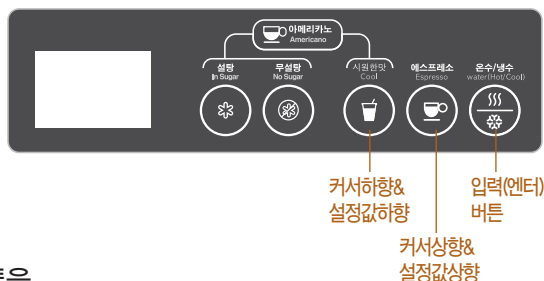 아메리카노
Americano
설탕
In Sugar
무설탕
No Sugar
시원한맛
Cool
에스프레소
Espresso
온수/냉수
water(Hot/Cool)
커서하향&
설정값하향
입력(엔터)
버튼
커서상향&
설정값상향